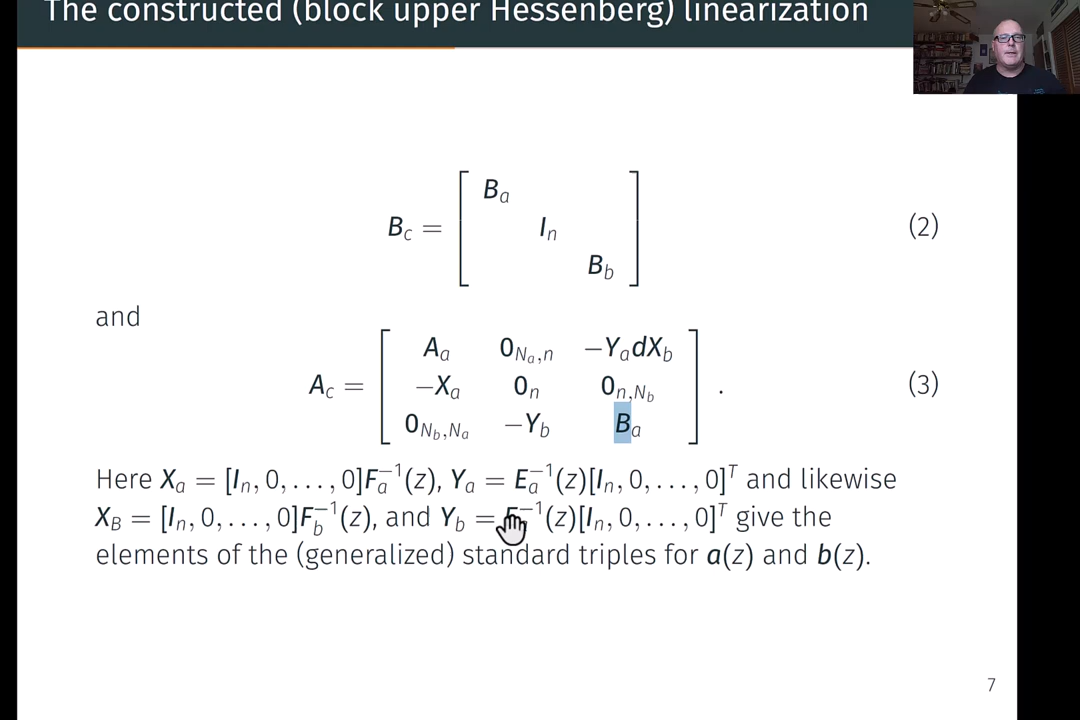 The constructed (block upper Hessenberg) linearization
B_a
B_c = I_n (2)
B_b
and
A_a 0_{N_a,n} −Y_a dX_b
A_c = −X_a 0_n 0_{n,N_b} . (3)
0_{N_b,N_a} −Y_b B_a
Here X_a = [I_n, 0, . . . , 0]F_a^{−1}(z), Y_a = E_a^{−1}(z)[I_n, 0, . . . , 0]^T and likewise
X_B = [I_n, 0, . . . , 0]F_b^{−1}(z), and Y_b = ^{−1}(z)[I_n, 0, . . . , 0]^T give the
elements of the (generalized) standard triples for a(z) and b(z).
7